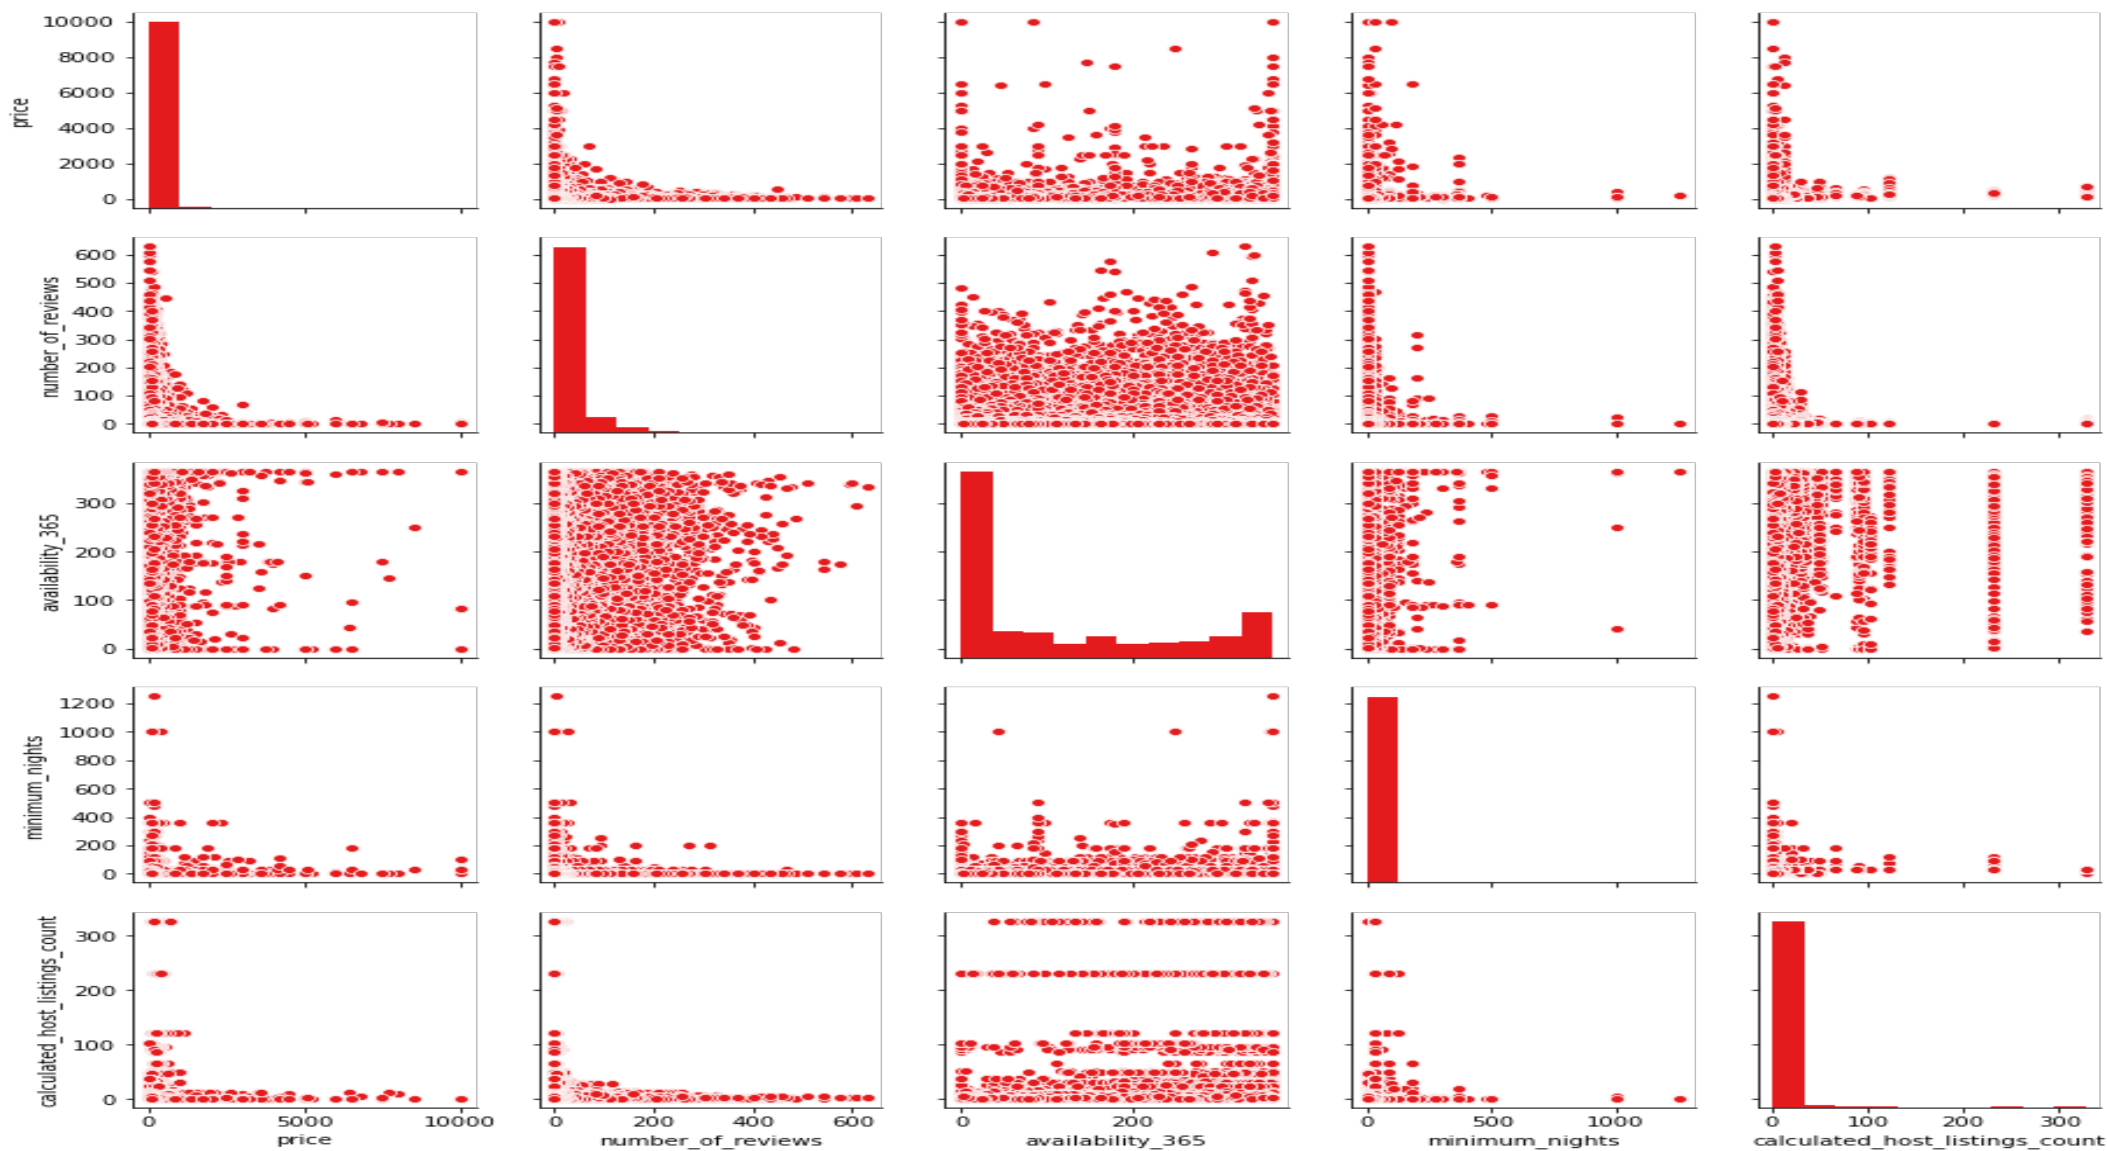 10000
8000
6000
4000
2000
0
price
600
500
400
300
200
100
0
number_of_reviews
300
200
100
0
availability_365
1200
1000
800
600
400
200
0
minimum_nights
300
200
100
0
calculated_host_listings_count
0 5000 10000
price
0 200 400 600
number_of_reviews
0 200
availability_365
0 500 1000
minimum_nights
0 100 200 300
calculated_host_listings_count